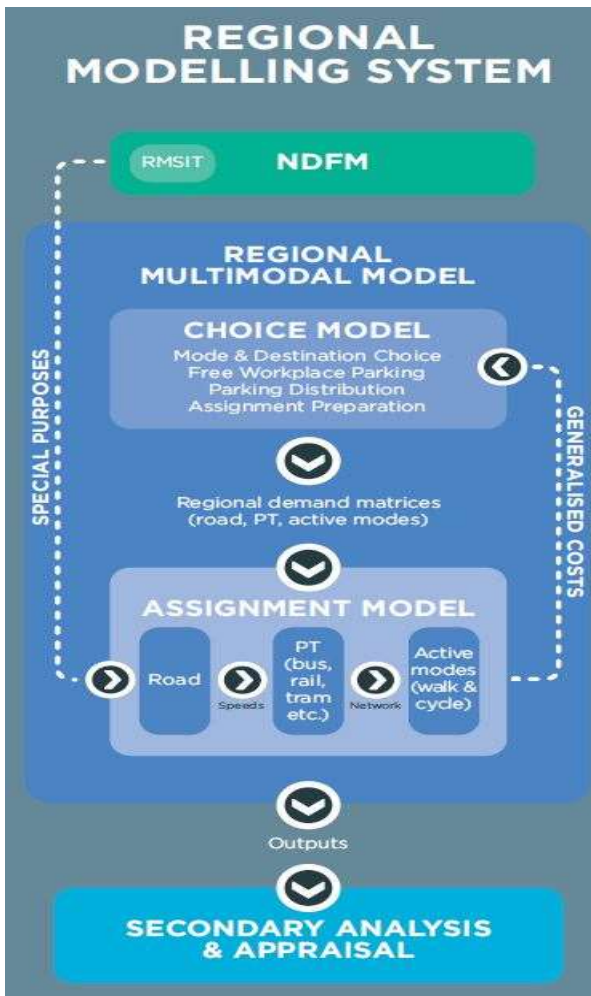 REGIONAL
MODELLING SYSTEM
RMSIT
NDFM
REGIONAL
MULTIMODAL MODEL
CHOICE MODEL
Mode & Destination Choice
Free Workplace Parking
Parking Distribution
Assignment Preparation
SPECIAL PURPOSES
GENERALISED COSTS
Regional demand matrices
(road, PT, active modes)
ASSIGNMENT MODEL
Road
Speeds
PT
(bus,
rail,
tram
etc.)
Network
Active
modes
(walk &
cycle)
Outputs
SECONDARY ANALYSIS
& APPRAISAL